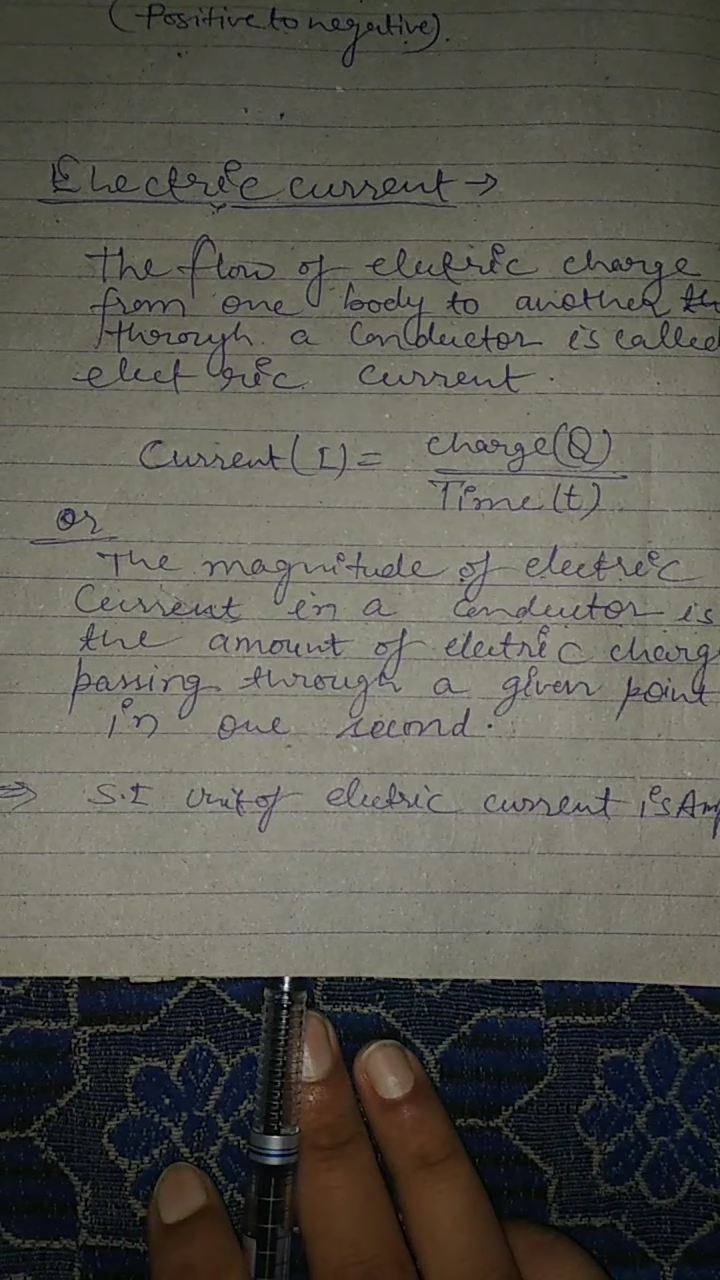 (Positive to negative).
Electric current →
The flow of electric charge
from one body to another th
through a conductor is called
electric current.
Current (I) = charge(Q)
Time(t)
or
The magnitude of electric
Current in a conductor is
the amount of electric charg
passing through a given point
in one second.
⇒ S.I Unit of electric current is Amp